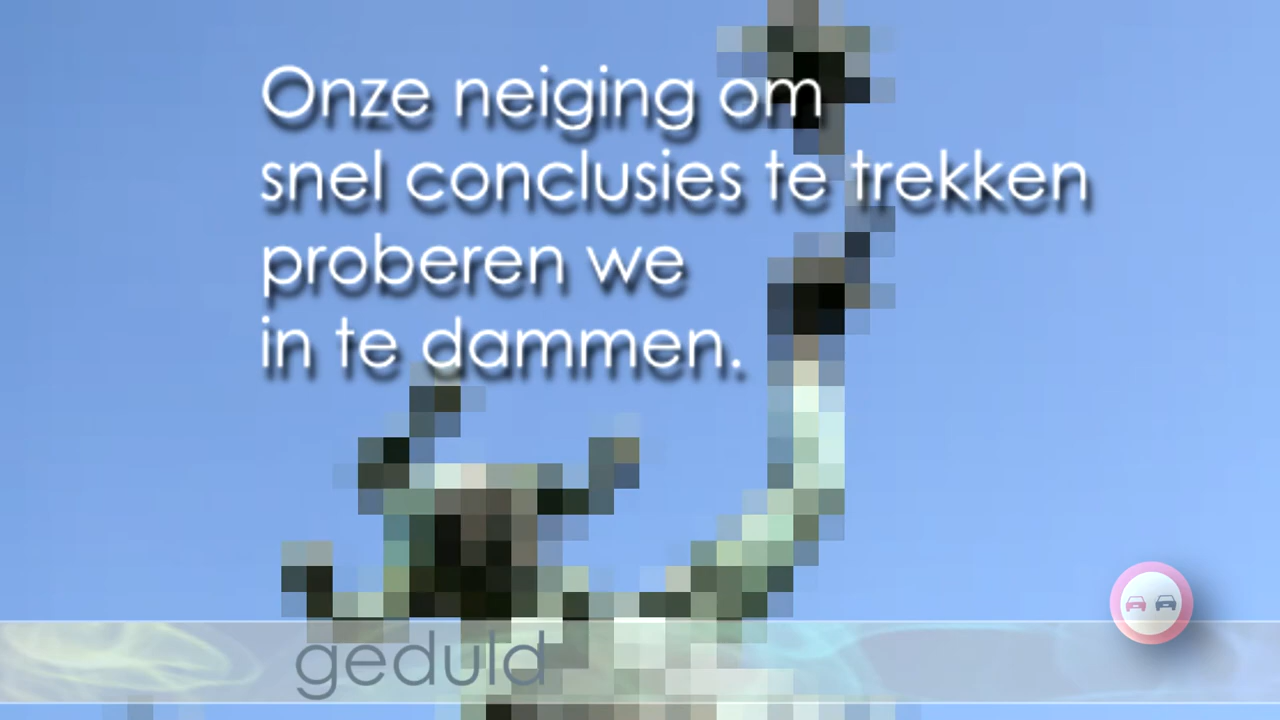 Onze neiging om
snel conclusies te trekken
proberen we
in te dammen.
geduld